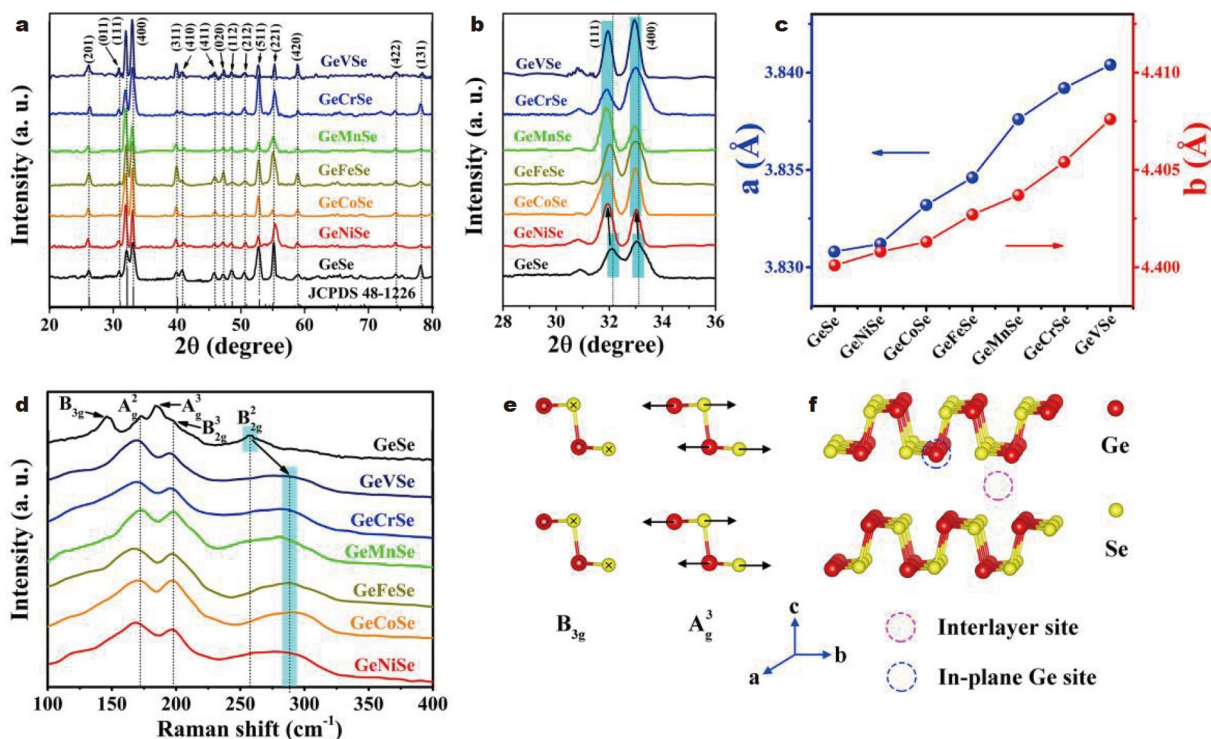 a
(201)
(011)
(111)
(400)
(311)
(410)
(411)
(020)
(112)
(212)
(511)
(221)
(420)
(422)
(131)
GeVSe
GeCrSe
GeMnSe
GeFeSe
GeCoSe
GeNiSe
GeSe
JCPDS 48-1226
Intensity (a. u.)
20 30 40 50 60 70 80
2θ (degree)
b
(111)
(400)
GeVSe
GeCrSe
GeMnSe
GeFeSe
GeCoSe
GeNiSe
GeSe
Intensity (a. u.)
28 30 32 34 36
2θ (degree)
c
3.840
3.835
3.830
a (Å)
4.410
4.405
4.400
b (Å)
GeSe
GeNiSe
GeCoSe
GeFeSe
GeMnSe
GeCrSe
GeVSe
d
B3g
Ag2
Ag3
B2g3
B2g2
GeSe
GeVSe
GeCrSe
GeMnSe
GeFeSe
GeCoSe
GeNiSe
Intensity (a. u.)
100 150 200 250 300 350 400
Raman shift (cm-1)
e
B3g
Ag3
f
Ge
Se
c
b
a
Interlayer site
In-plane Ge site